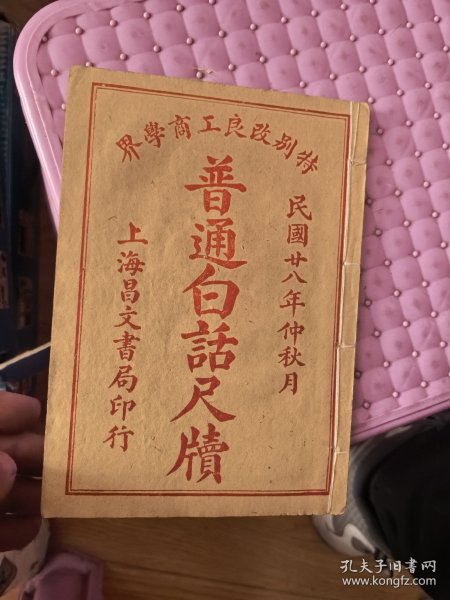 特别改良工商學界
民國廿八年仲秋月
普通白話尺牘
上海昌文書局印行
孔夫子旧书网
www.kongfz.com